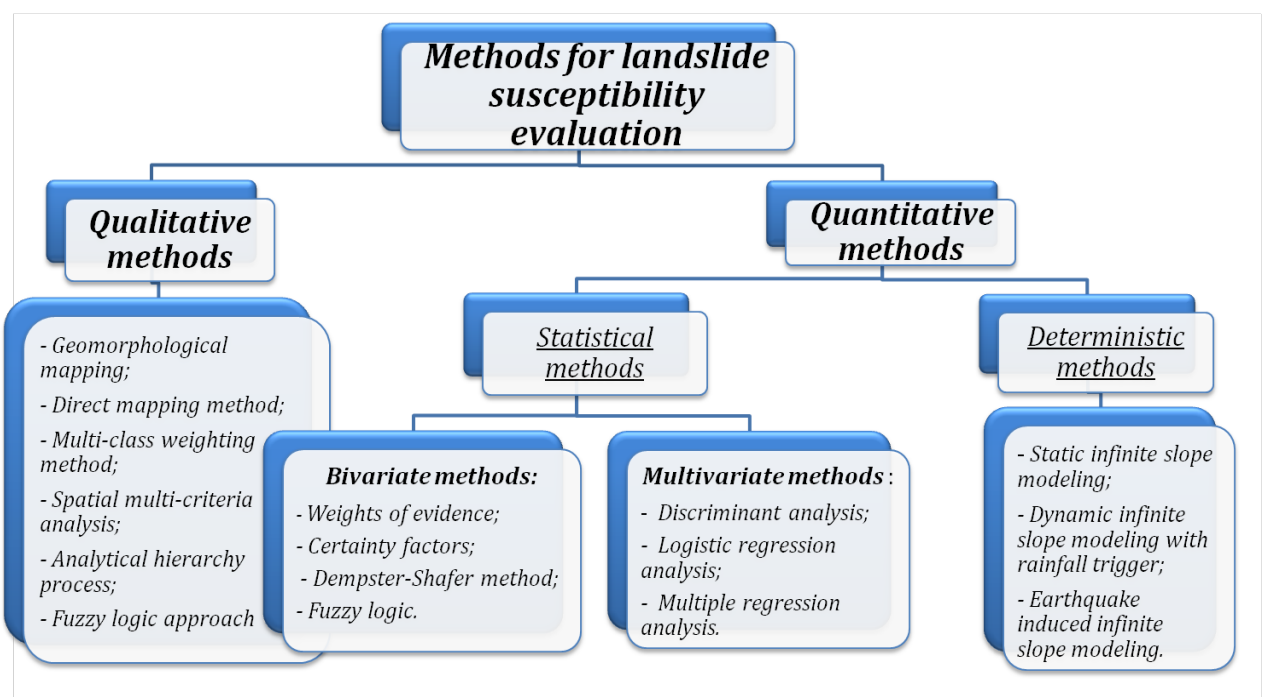 Methods for landslide
susceptibility
evaluation
Qualitative
methods
Quantitative
methods
Statistical
methods
Deterministic
methods
- Geomorphological
mapping;
- Direct mapping method;
- Multi-class weighting
method;
- Spatial multi-criteria
analysis;
- Analytical hierarchy
process;
- Fuzzy logic approach
Bivariate methods:
- Weights of evidence;
- Certainty factors;
- Dempster-Shafer method;
- Fuzzy logic.
Multivariate methods :
- Discriminant analysis;
- Logistic regression
analysis;
- Multiple regression
analysis.
- Static infinite slope
modeling;
- Dynamic infinite
slope modeling with
rainfall trigger;
- Earthquake
induced infinite
slope modeling.